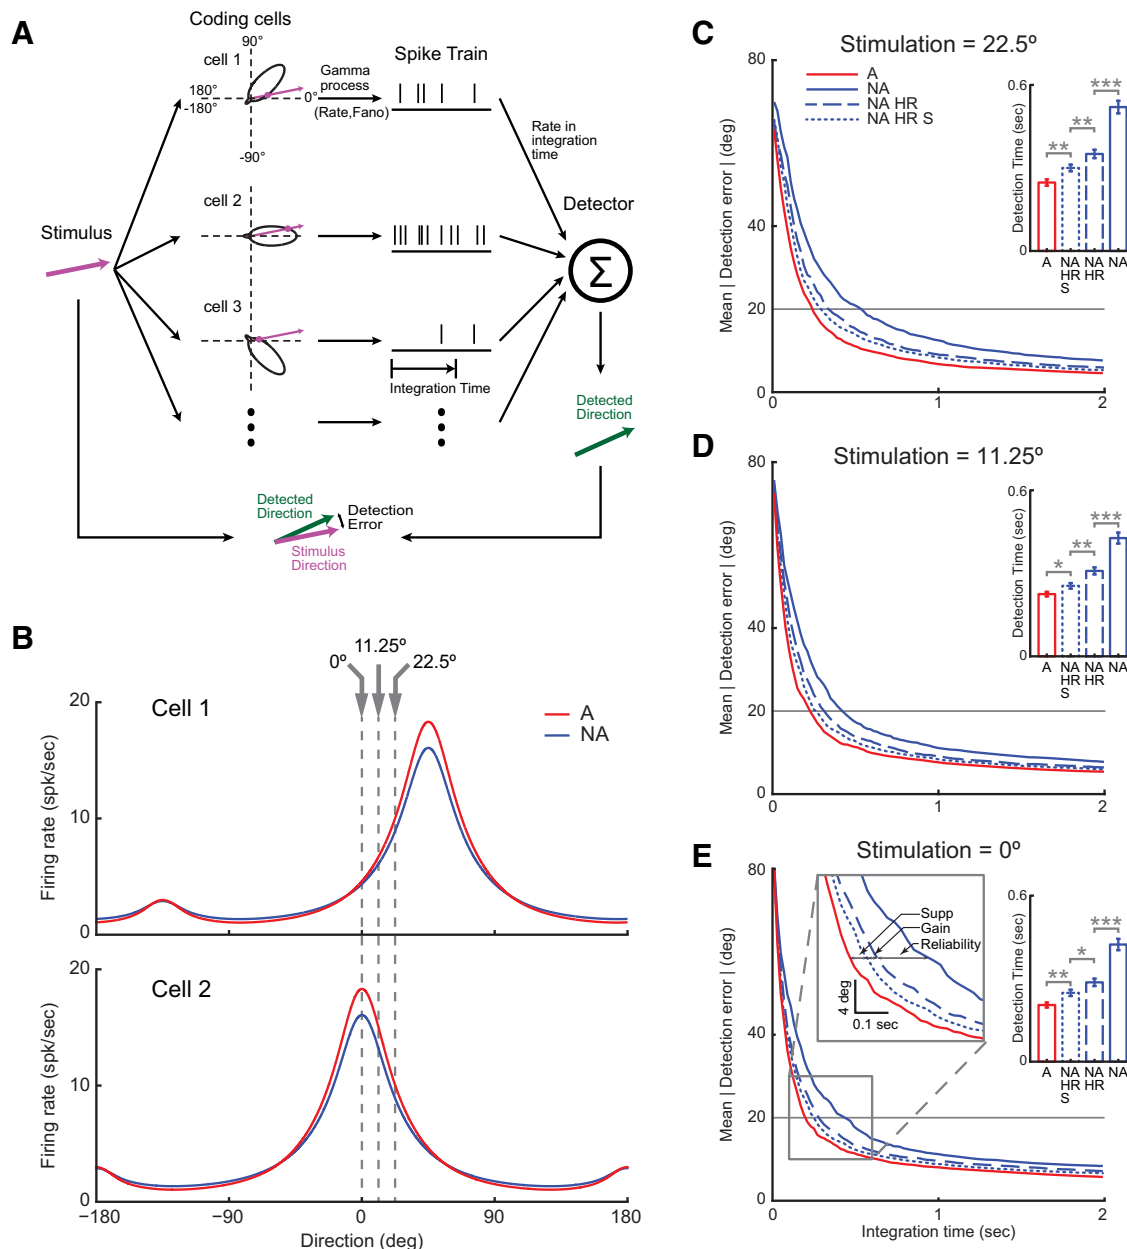 A
Coding cells
90°
cell 1
180°
-180°
0°
-90°
Gamma
process
(Rate,Fano)
Spike Train
Rate in
integration
time
cell 2
Stimulus
Detector
Σ
cell 3
Integration Time
Detected
Direction
Detected
Direction
Detection
Error
Stimulus
Direction
B
11.25º
0º
22.5º
20
Cell 1
A
NA
10
0
Firing rate (spk/sec)
20
Cell 2
10
0
Firing rate (spk/sec)
−180
−90
0
90
180
Direction (deg)
C
Stimulation = 22.5º
80
40
20
0
Mean | Detection error | (deg)
A
NA
NA HR
NA HR S
0.6
0
Detection Time (sec)
**
**
***
A
NA
HR
S
NA
HR
NA
0
1
2
D
Stimulation = 11.25º
80
40
20
0
Mean | Detection error | (deg)
0.6
0
Detection Time (sec)
*
**
***
A
NA
HR
S
NA
HR
NA
0
1
2
E
Stimulation = 0º
80
40
20
0
Mean | Detection error | (deg)
Supp
Gain
Reliability
4 deg
0.1 sec
0.6
0
Detection Time (sec)
**
*
***
A
NA
HR
S
NA
HR
NA
0
1
2
Integration time (sec)